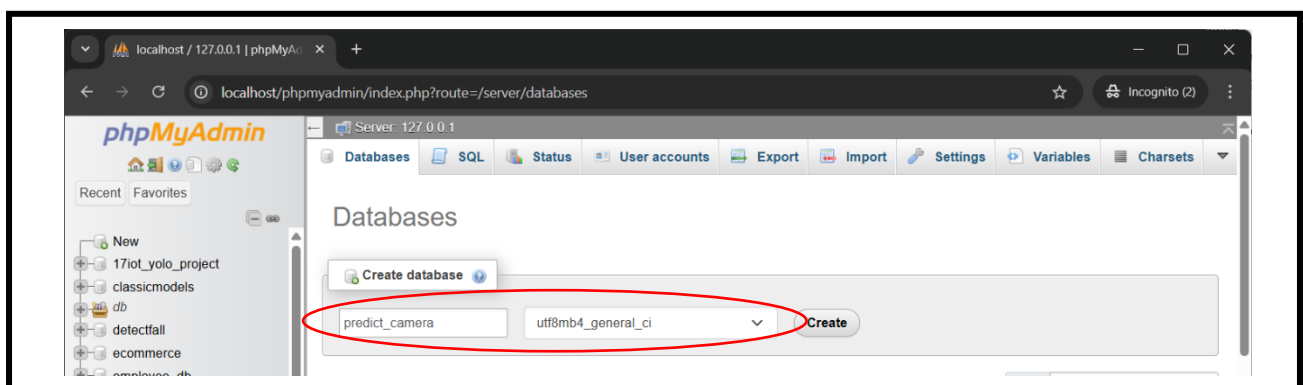 localhost / 127.0.0.1 | phpMyAd
localhost/phpmyadmin/index.php?route=/server/databases
Incognito (2)
phpMyAdmin
Server: 127.0.0.1
Databases SQL Status User accounts Export Import Settings Variables Charsets
Recent Favorites
Databases
New
17iot_yolo_project
Create database
classicmodels
db
predict_camera utf8mb4_general_ci Create
detectfall
ecommerce
employee_db